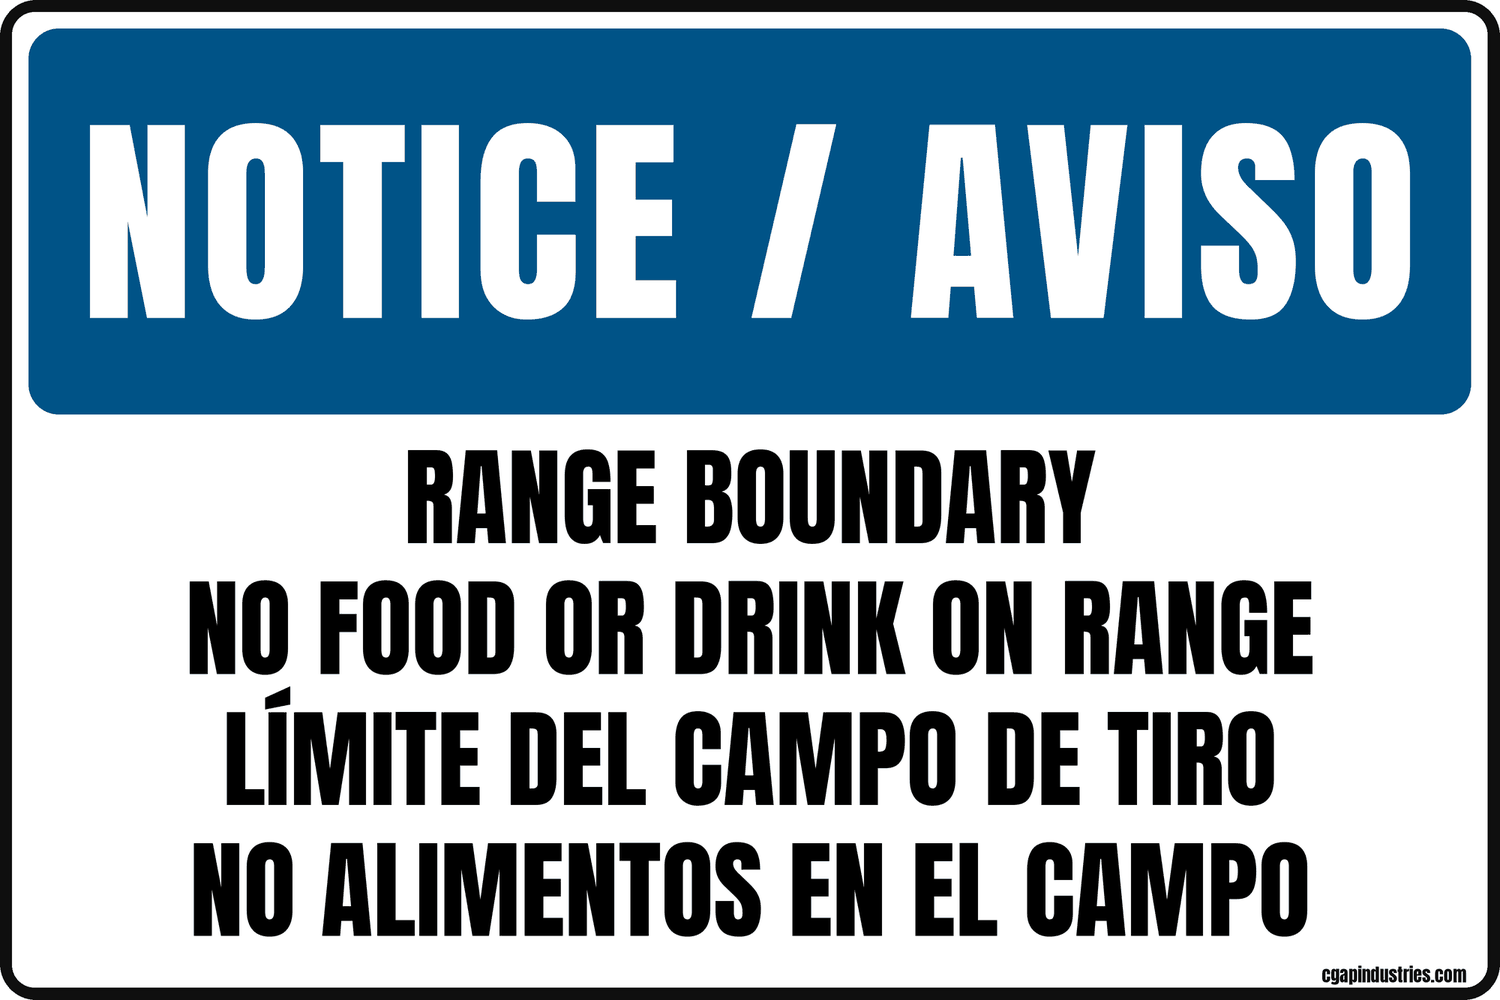 NOTICE / AVISO
RANGE BOUNDARY
NO FOOD OR DRINK ON RANGE
LÍMITE DEL CAMPO DE TIRO
NO ALIMENTOS EN EL CAMPO
cgapindustries.com